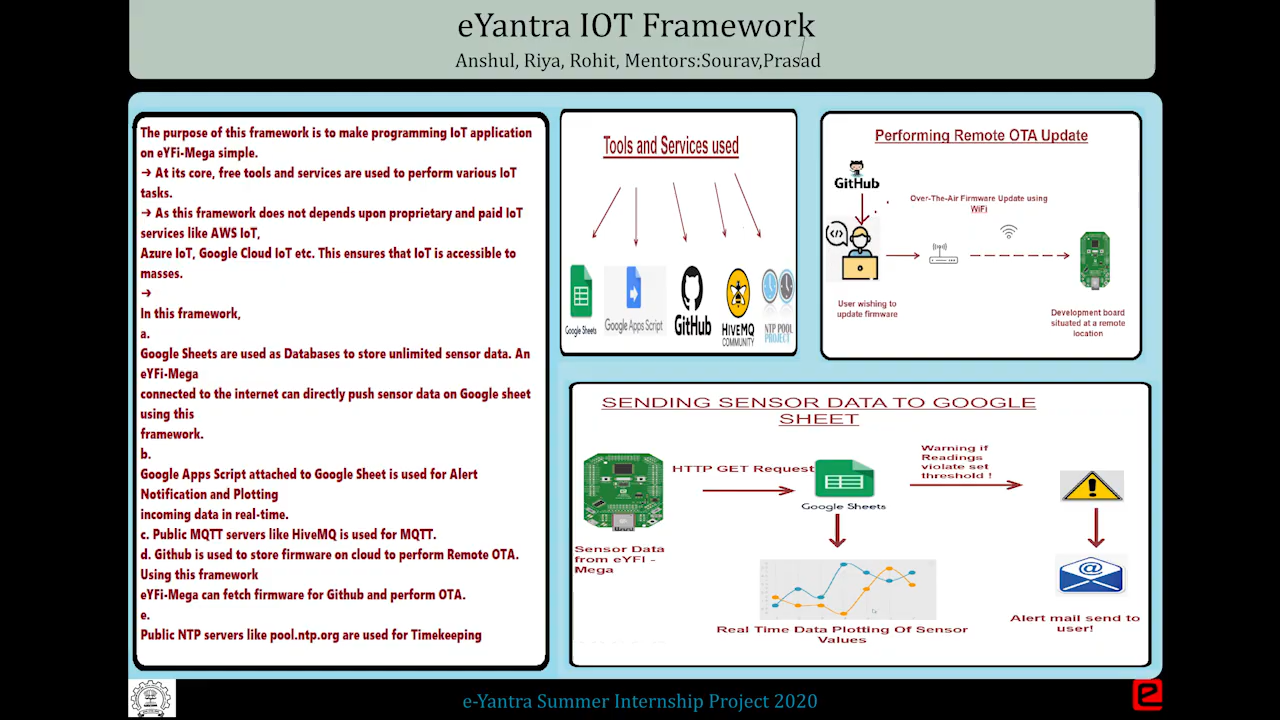 eYantra IOT Framework
Anshul, Riya, Rohit, Mentors:Sourav,Prasad
The purpose of this framework is to make programming IoT application
on eYFi-Mega simple.
→ At its core, free tools and services are used to perform various IoT
tasks.
→ As this framework does not depends upon proprietary and paid IoT
services like AWS IoT,
Azure IoT, Google Cloud IoT etc. This ensures that IoT is accessible to
masses.
→
In this framework,
a.
Google Sheets are used as Databases to store unlimited sensor data. An
eYFi-Mega
connected to the internet can directly push sensor data on Google sheet
using this
framework.
b.
Google Apps Script attached to Google Sheet is used for Alert
Notification and Plotting
incoming data in real-time.
c. Public MQTT servers like HiveMQ is used for MQTT.
d. Github is used to store firmware on cloud to perform Remote OTA.
Using this framework
eYFi-Mega can fetch firmware for Github and perform OTA.
e.
Public NTP servers like pool.ntp.org are used for Timekeeping
Tools and Services used
Google Sheets
Google Apps Script
GitHub
HIVEMQ
COMMUNITY
NTP POOL
PROJECT
Performing Remote OTA Update
GitHub
Over-The-Air Firmware Update using
WiFi
User wishing to
update firmware
Development board
situated at a remote
location
SENDING SENSOR DATA TO GOOGLE
SHEET
HTTP GET Request
Google Sheets
Warning if
Readings
violate set
threshold !
Sensor Data
from eYFI -
Mega
Real Time Data Plotting Of Sensor
Values
Alert mail send to
user!
e-Yantra Summer Internship Project 2020